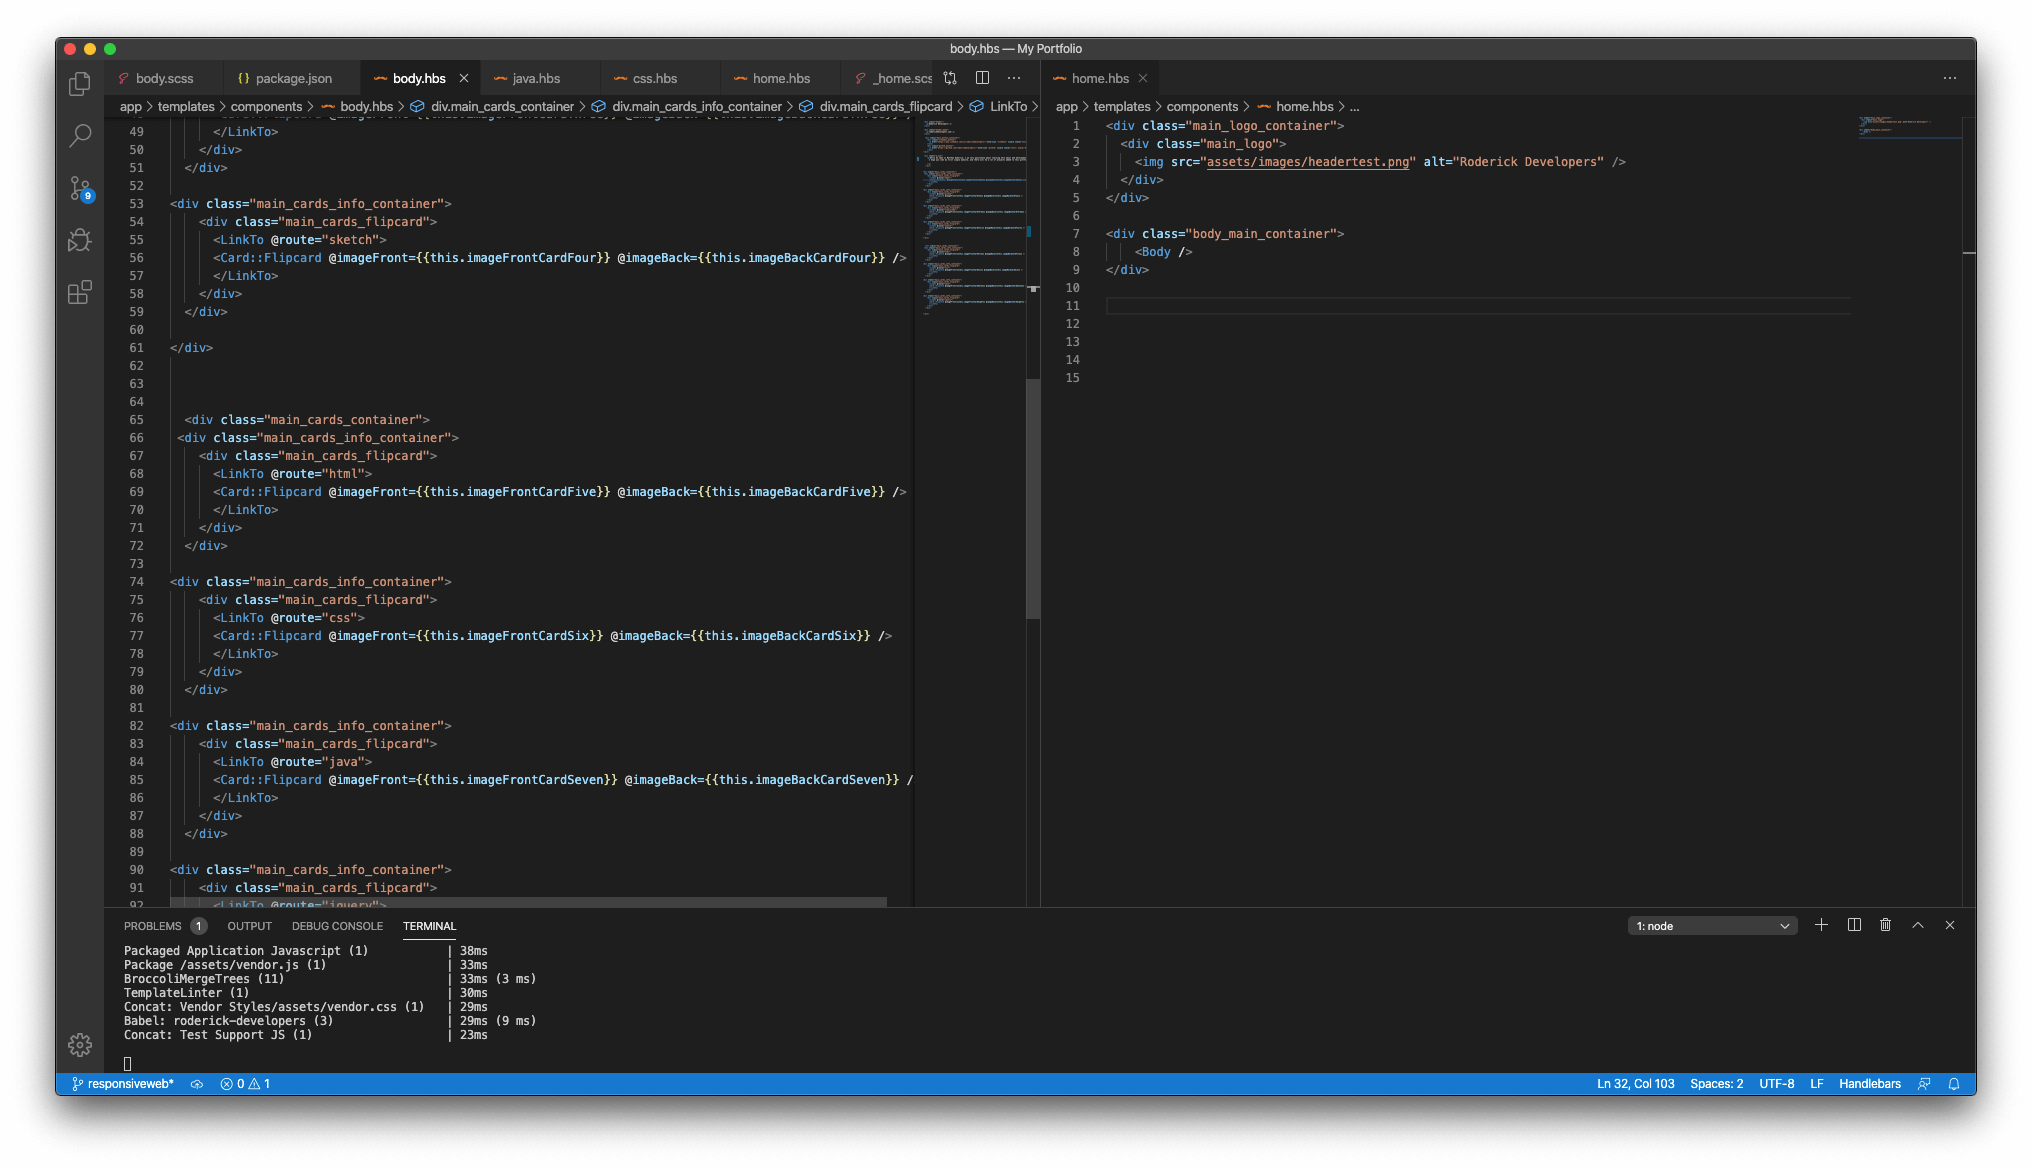 body.hbs — My Portfolio
body.scss
{} package.json
body.hbs
java.hbs
css.hbs
home.hbs
_home.scs
app > templates > components > body.hbs > div.main_cards_container > div.main_cards_info_container > div.main_cards_flipcard > LinkTo >
49 </LinkTo>
50 </div>
51 </div>
52
53 <div class="main_cards_info_container">
54 <div class="main_cards_flipcard">
55 <LinkTo @route="sketch">
56 <Card::Flipcard @imageFront={{this.imageFrontCardFour}} @imageBack={{this.imageBackCardFour}} />
57 </LinkTo>
58 </div>
59 </div>
60
61 </div>
62
63
64
65 <div class="main_cards_container">
66 <div class="main_cards_info_container">
67 <div class="main_cards_flipcard">
68 <LinkTo @route="html">
69 <Card::Flipcard @imageFront={{this.imageFrontCardFive}} @imageBack={{this.imageBackCardFive}} />
70 </LinkTo>
71 </div>
72 </div>
73
74 <div class="main_cards_info_container">
75 <div class="main_cards_flipcard">
76 <LinkTo @route="css">
77 <Card::Flipcard @imageFront={{this.imageFrontCardSix}} @imageBack={{this.imageBackCardSix}} />
78 </LinkTo>
79 </div>
80 </div>
81
82 <div class="main_cards_info_container">
83 <div class="main_cards_flipcard">
84 <LinkTo @route="java">
85 <Card::Flipcard @imageFront={{this.imageFrontCardSeven}} @imageBack={{this.imageBackCardSeven}} /
86 </LinkTo>
87 </div>
88 </div>
89
90 <div class="main_cards_info_container">
91 <div class="main_cards_flipcard">
92 <LinkTo @route="jquery">
home.hbs
app > templates > components > home.hbs > ...
1 <div class="main_logo_container">
2 <div class="main_logo">
3 <img src="assets/images/headertest.png" alt="Roderick Developers" />
4 </div>
5 </div>
6
7 <div class="body_main_container">
8 <Body />
9 </div>
10
11
12
13
14
15
9
PROBLEMS 1 OUTPUT DEBUG CONSOLE TERMINAL
1: node
Packaged Application Javascript (1) | 38ms
Package /assets/vendor.js (1) | 33ms
BroccoliMergeTrees (11) | 33ms (3 ms)
TemplateLinter (1) | 30ms
Concat: Vendor Styles/assets/vendor.css (1) | 29ms
Babel: roderick-developers (3) | 29ms (9 ms)
Concat: Test Support JS (1) | 23ms
responsiveweb* 0 1
Ln 32, Col 103 Spaces: 2 UTF-8 LF Handlebars